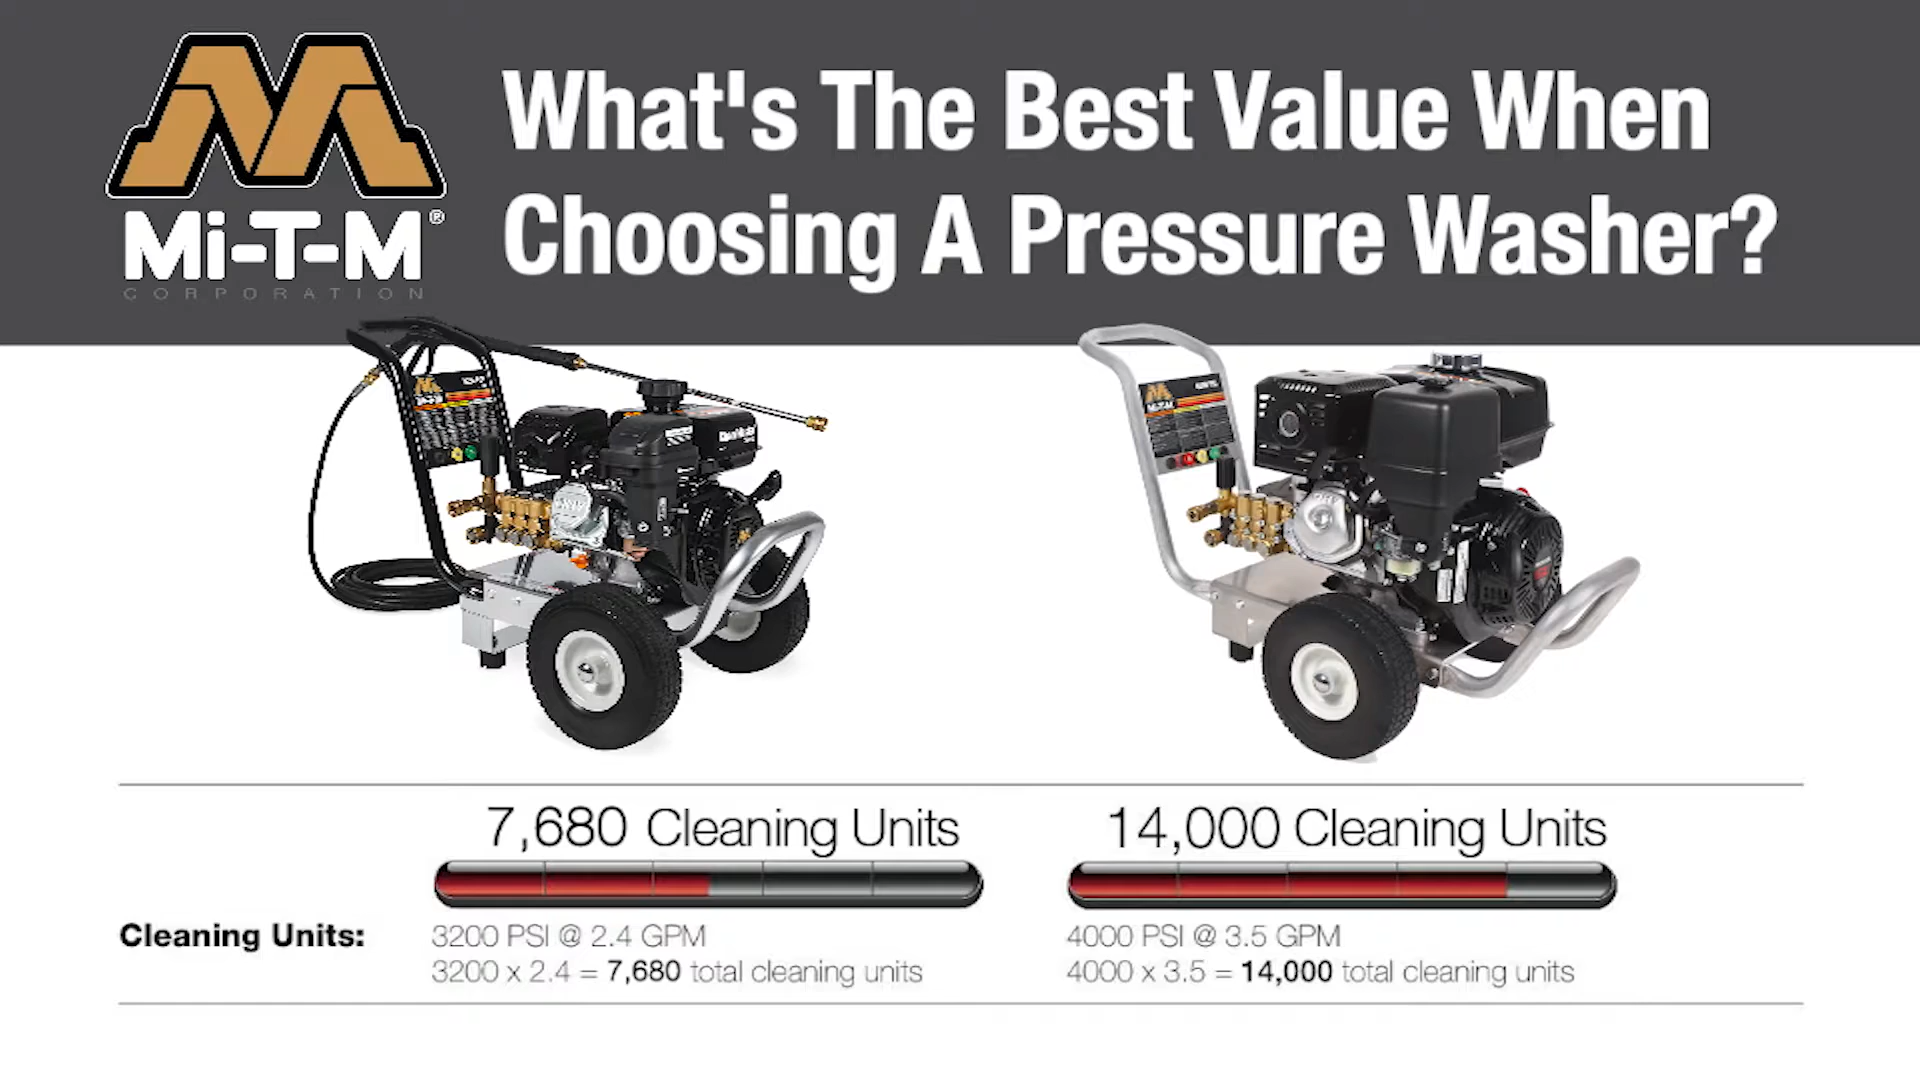 What's The Best Value When
Choosing A Pressure Washer?
Mi-T-M®
CORPORATION
7,680 Cleaning Units
14,000 Cleaning Units
Cleaning Units:
3200 PSI @ 2.4 GPM
3200 x 2.4 = 7,680 total cleaning units
4000 PSI @ 3.5 GPM
4000 x 3.5 = 14,000 total cleaning units